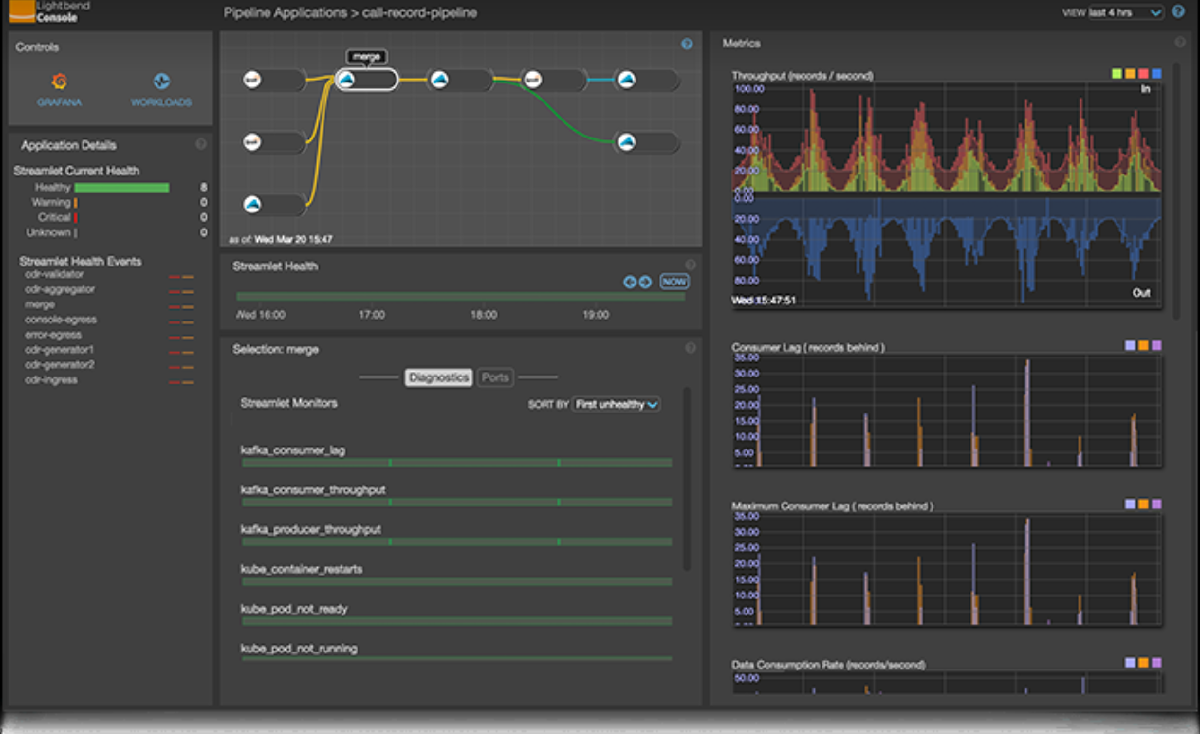 Lightbend
Console
Pipeline Applications > call-record-pipeline
VIEW last 4 hrs
Controls
GRAFANA
WORKLOADS
Application Details
Streamlet Current Health
Healthy 8
Warning 0
Critical 0
Unknown 0
Streamlet Health Events
cdr-validator
cdr-aggregator
merge
console-egress
error-egress
cdr-generator1
cdr-generator2
cdr-ingress
merge
as of: Wed Mar 20 15:47
Streamlet Health
NOW
Wed 16:00 17:00 18:00 19:00
Selection: merge
Diagnostics Ports
Streamlet Monitors
SORT BY First unhealthy
kafka_consumer_lag
kafka_consumer_throughput
kafka_producer_throughput
kube_container_restarts
kube_pod_not_ready
kube_pod_not_running
Metrics
Throughput (records / second)
In
100.00
80.00
60.00
40.00
20.00
0.00
0.00
20.00
40.00
60.00
80.00
Out
Wed 15:47:51
Consumer Lag ( records behind )
35.00
30.00
25.00
20.00
15.00
10.00
5.00
Maximum Consumer Lag ( records behind )
35.00
30.00
25.00
20.00
15.00
10.00
5.00
Data Consumption Rate (records/second)
50.00